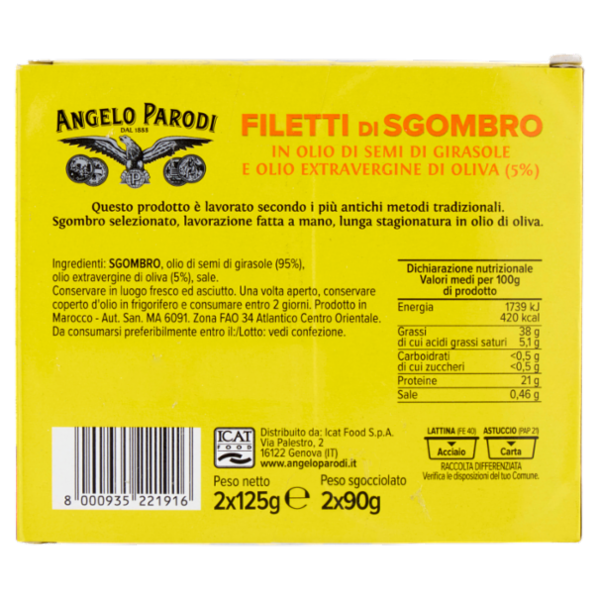 ANGELO PARODI
DAL 1888
FILETTI DI SGOMBRO
IN OLIO DI SEMI DI GIRASOLE
E OLIO EXTRAVERGINE DI OLIVA (5%)
Questo prodotto è lavorato secondo i più antichi metodi tradizionali.
Sgombro selezionato, lavorazione fatta a mano, lunga stagionatura in olio di oliva.
Ingredienti: SGOMBRO, olio di semi di girasole (95%),
olio extravergine di oliva (5%), sale.
Conservare in luogo fresco ed asciutto. Una volta aperto, conservare
coperto d'olio in frigorifero e consumare entro 2 giorni. Prodotto in
Marocco - Aut. San. MA 6091. Zona FAO 34 Atlantico Centro Orientale.
Da consumarsi preferibilmente entro il:/Lotto: vedi confezione.
Dichiarazione nutrizionale
Valori medi per 100g
di prodotto
Energia 1739 kJ
420 kcal
Grassi 38 g
di cui acidi grassi saturi 5,1 g
Carboidrati <0,5 g
di cui zuccheri <0,5 g
Proteine 21 g
Sale 0,46 g
LATTINA (FE 40) ASTUCCIO (PAP 21)
Acciaio Carta
RACCOLTA DIFFERENZIATA
Verifica le disposizioni del tuo Comune.
ICAT
FOOD
Distribuito da: Icat Food S.p.A.
Via Palestro, 2
16122 Genova (IT)
www.angeloparodi.it
Peso netto Peso sgocciolato
2x125g e 2x90g
8 000935 221916